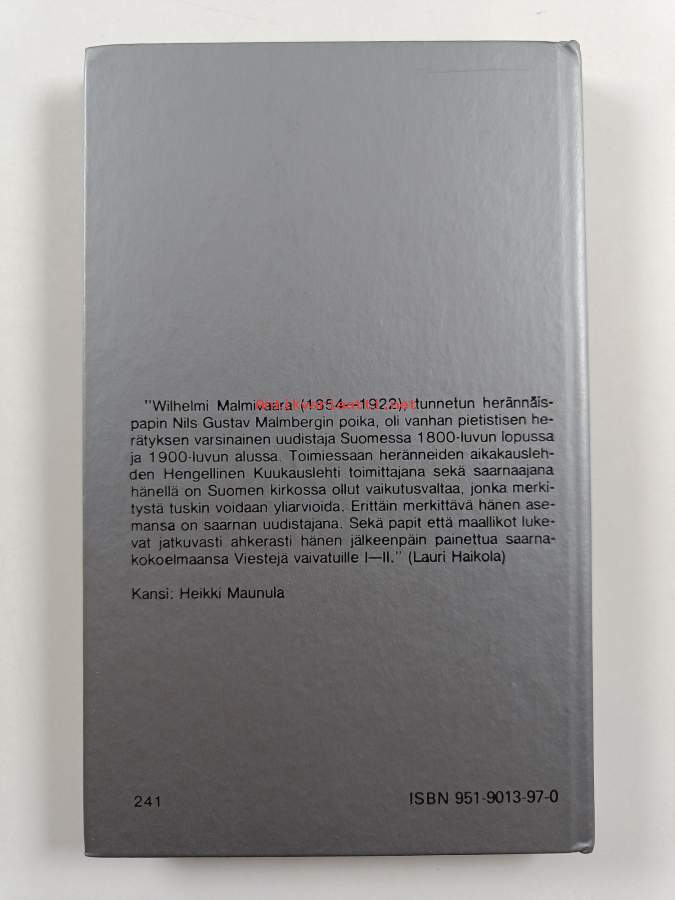 "Wilhelmi Malmivaara (1854—1922), tunnetun herännäis-
papin Nils Gustav Malmbergin poika, oli vanhan pietistisen he-
rätyksen varsinainen uudistaja Suomessa 1800-luvun lopussa
ja 1900-luvun alussa. Toimiessaan heränneiden aikakausleh-
den Hengellinen Kuukauslehti toimittajana sekä saarnaajana
hänellä on Suomen kirkossa ollut vaikutusvaltaa, jonka merki-
tystä tuskin voidaan yliarvioida. Erittäin merkittävä hänen ase-
mansa on saarnan uudistajana. Sekä papit että maallikot luke-
vat jatkuvasti ahkerasti hänen jälkeenpäin painettua saarna-
kokoelmaansa Viestejä vaivatuille I—II." (Lauri Haikola)
Kansi: Heikki Maunula
241
ISBN 951-9013-97-0